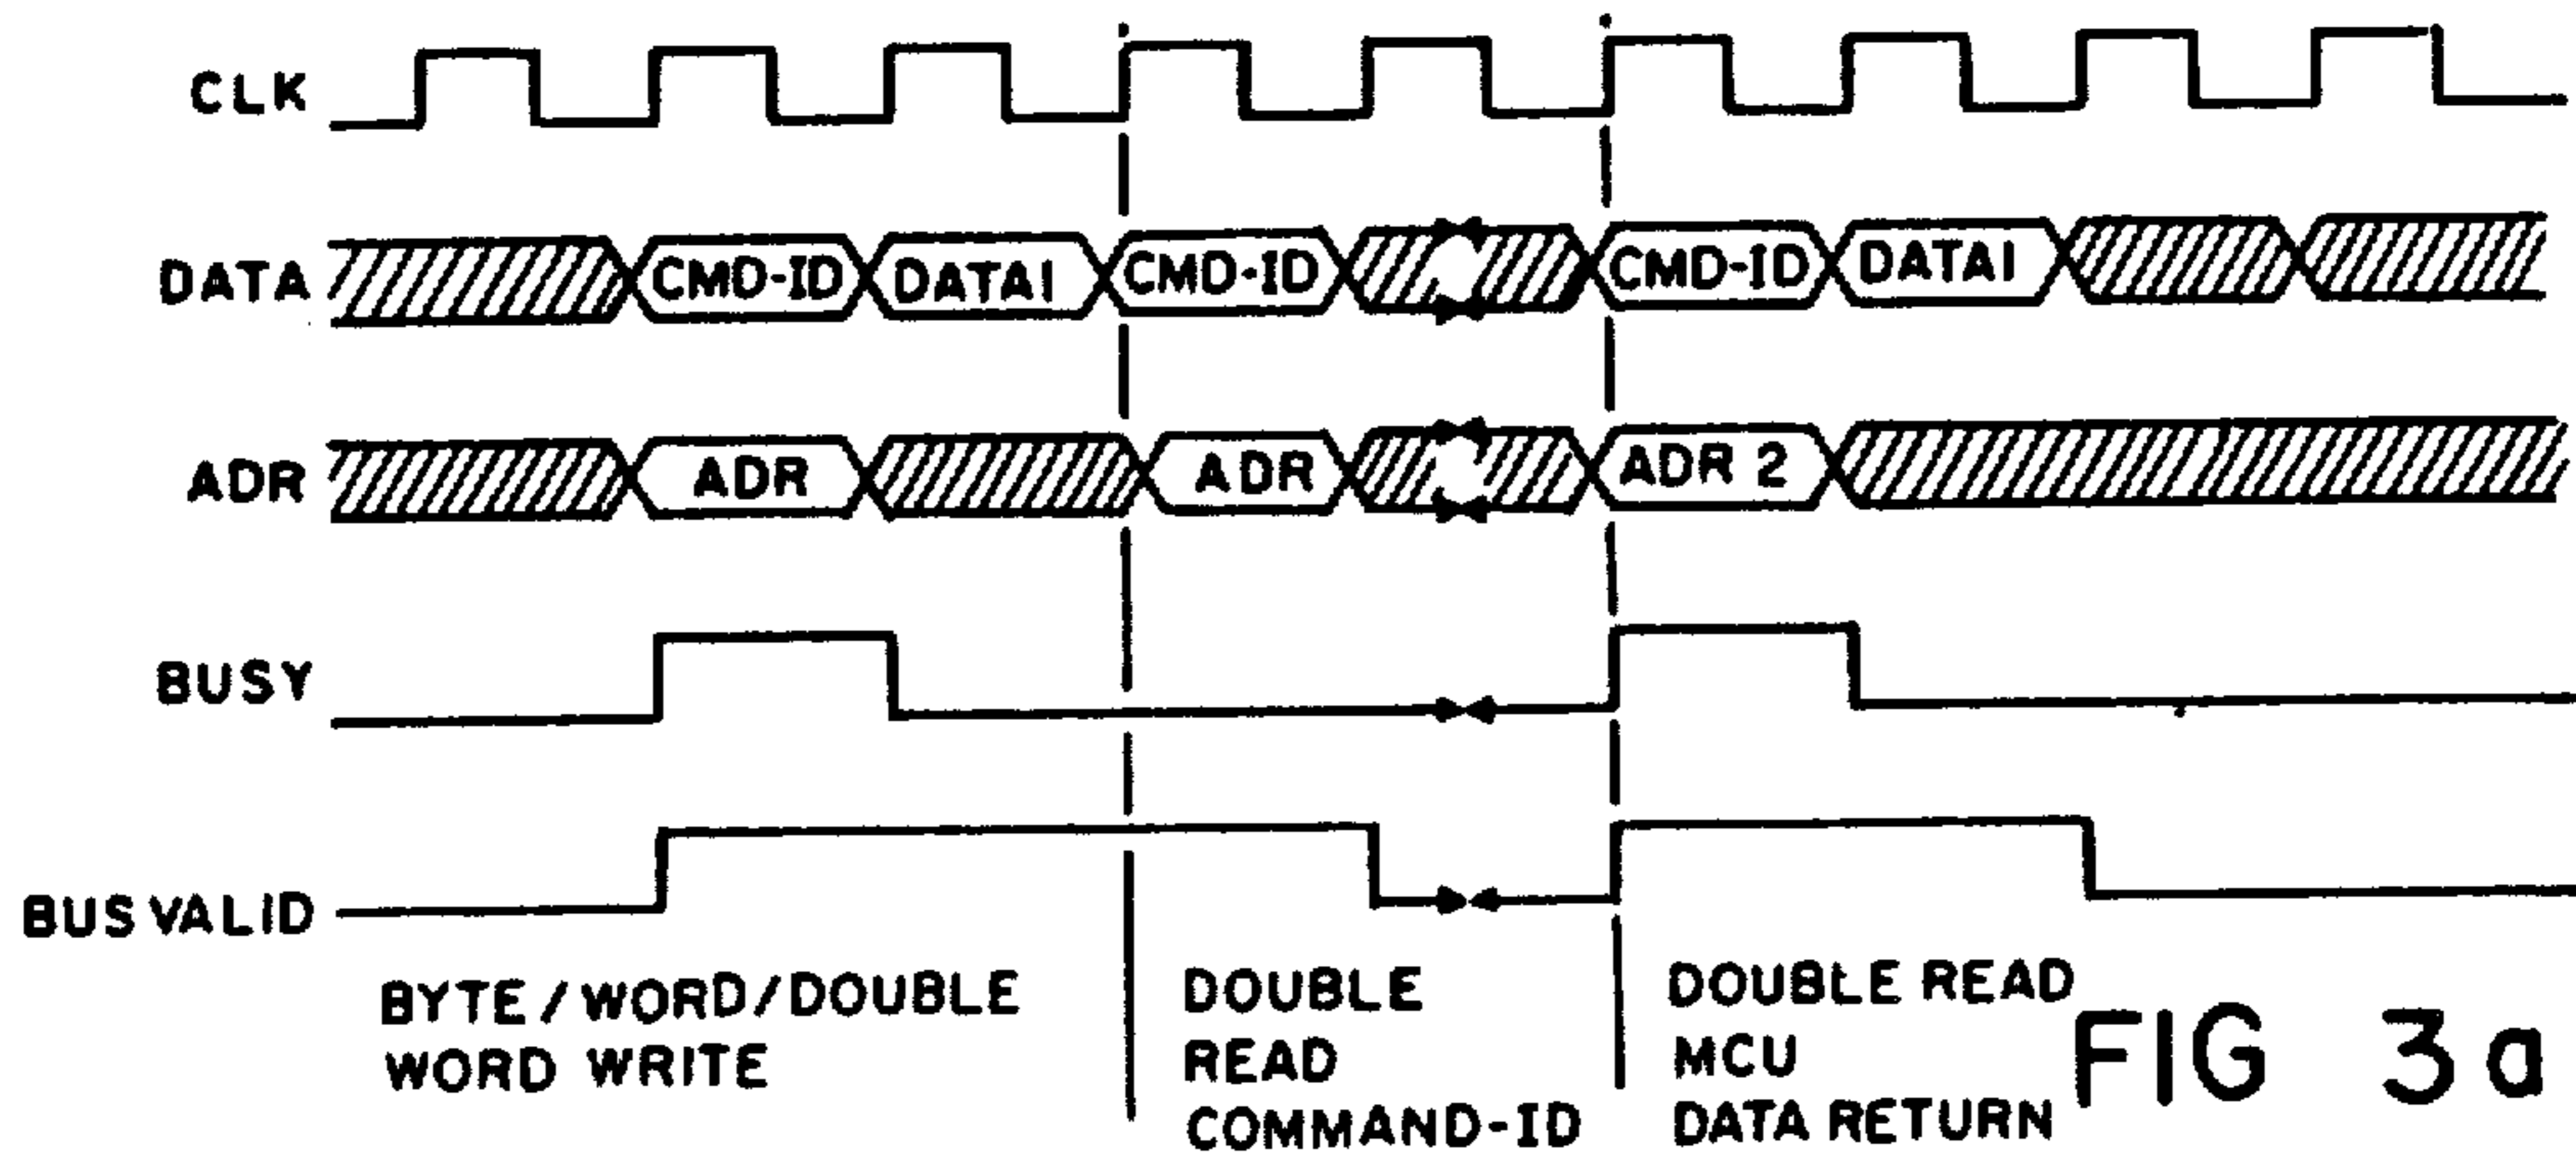 CLK
DATA
CMD-ID
DATA1
CMD-ID
CMD-ID
DATA1
ADR
ADR
ADR
ADR 2
BUSY
BUS VALID
BYTE/WORD/DOUBLE
WORD WRITE
DOUBLE
READ
COMMAND-ID
DOUBLE READ
MCU
DATA RETURN
FIG 3a